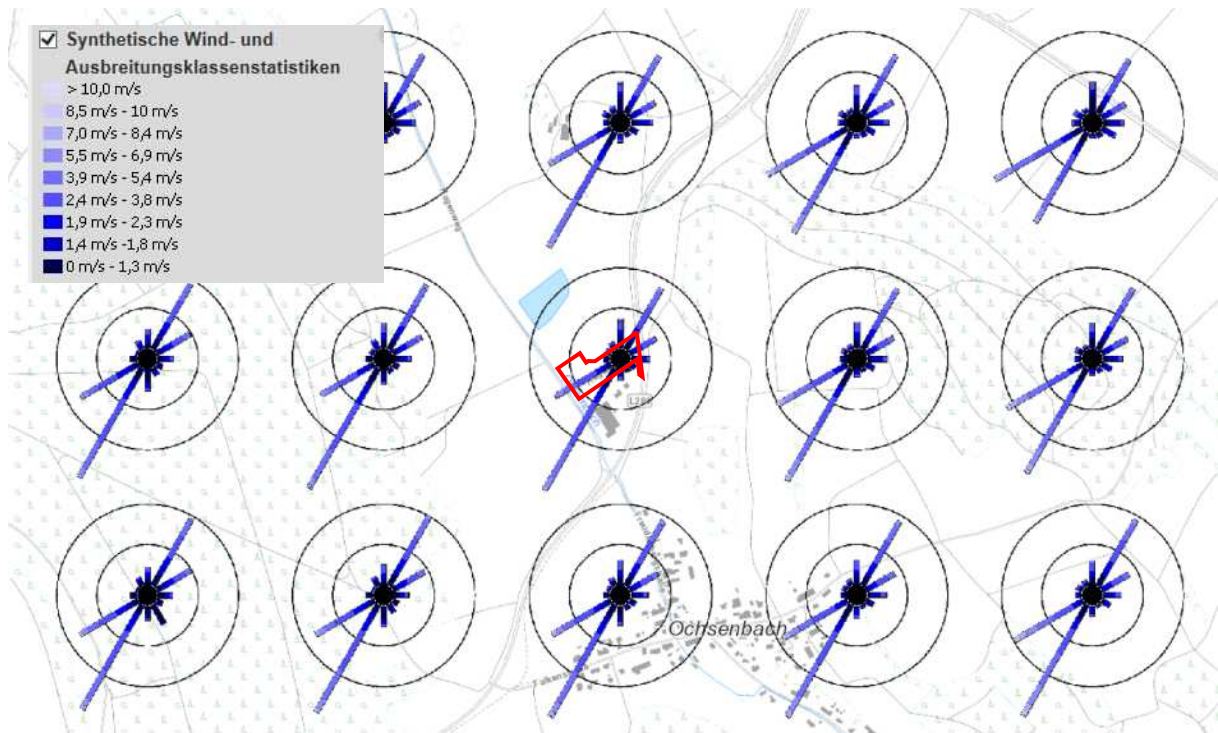 Synthetische Wind- und
Ausbreitungsklassenstatistiken
> 10,0 m/s
8,5 m/s - 10 m/s
7,0 m/s - 8,4 m/s
5,5 m/s - 6,9 m/s
3,9 m/s - 5,4 m/s
2,4 m/s - 3,8 m/s
1,9 m/s - 2,3 m/s
1,4 m/s -1,8 m/s
0 m/s - 1,3 m/s
Ochsenbach